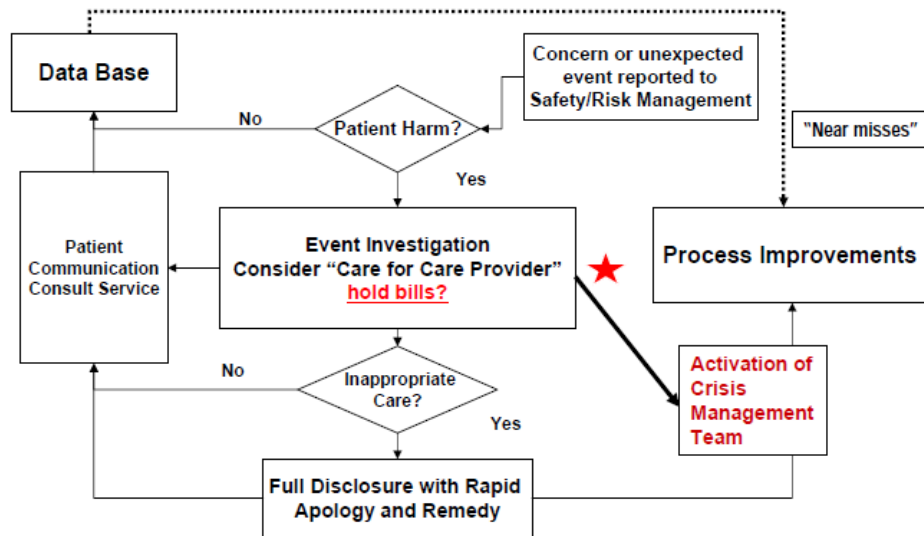 Data Base
Concern or unexpected
event reported to
Safety/Risk Management
No
Patient Harm?
"Near misses"
Yes
Patient
Communication
Consult Service
Event Investigation
Consider "Care for Care Provider"
hold bills?
Process Improvements
No
Inappropriate
Care?
Activation of
Crisis
Management
Team
Yes
Full Disclosure with Rapid
Apology and Remedy